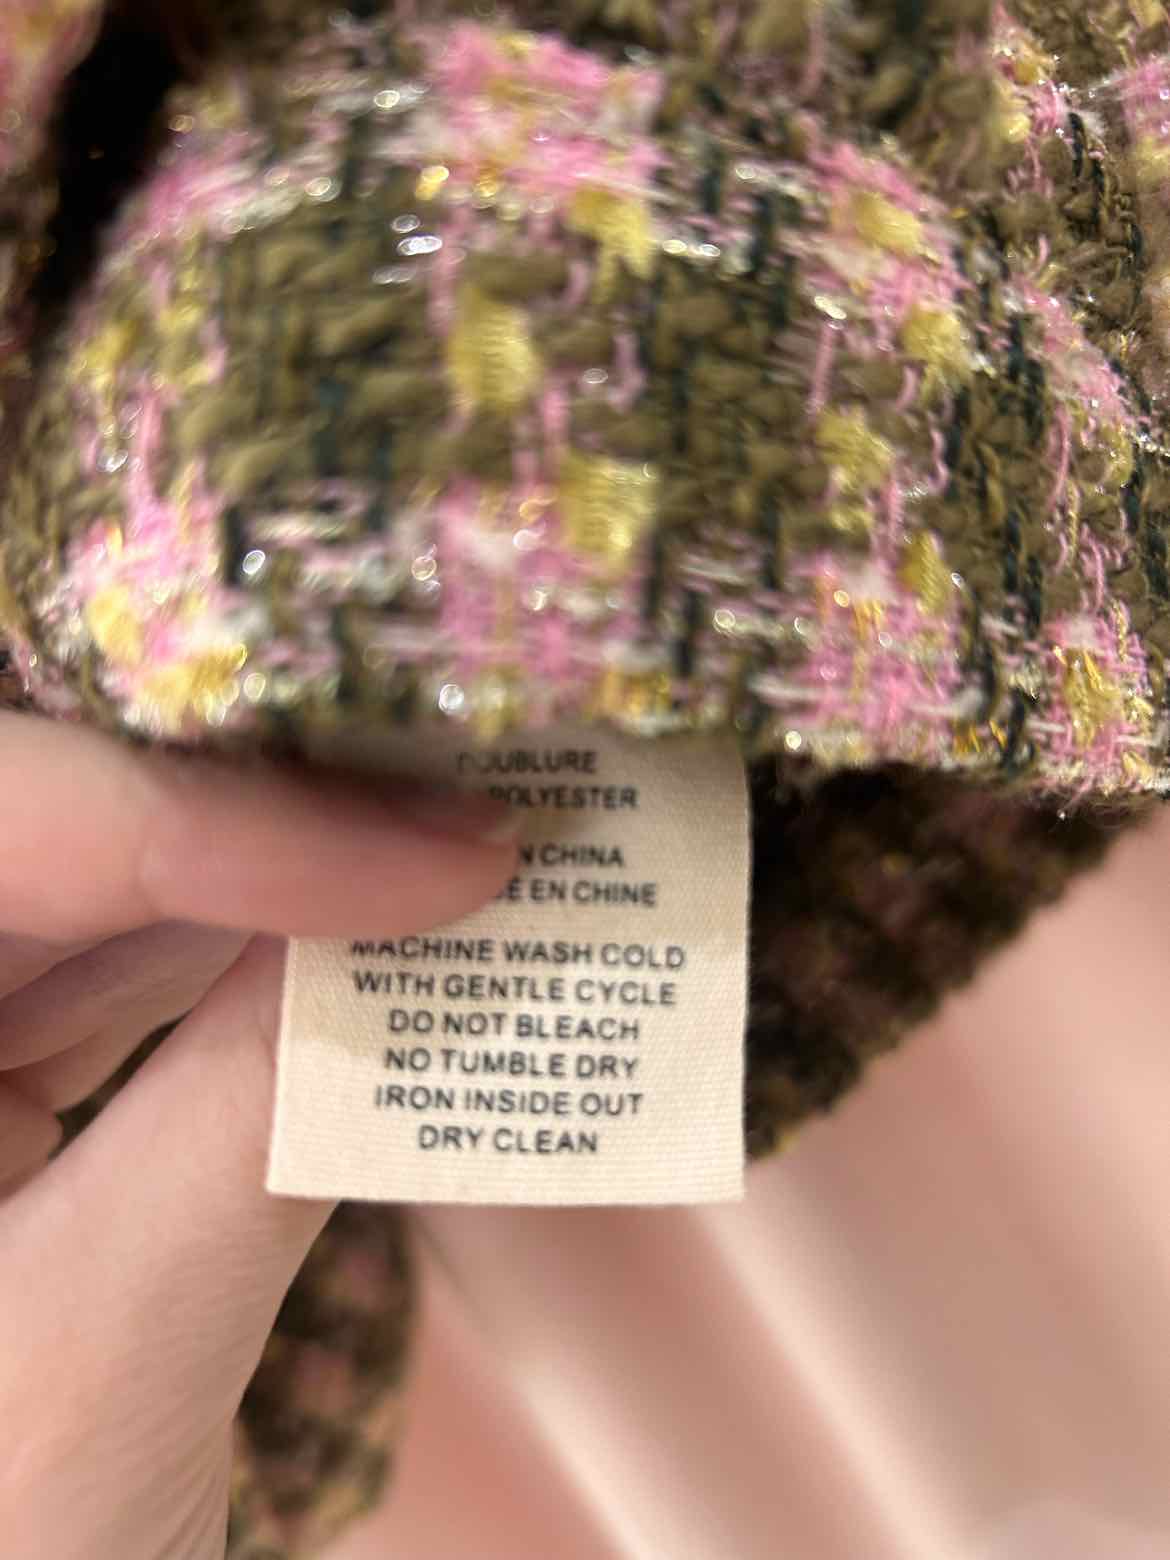 DOUBLURE
POLYESTER
CHINA
EN CHINE
MACHINE WASH COLD
WITH GENTLE CYCLE
DO NOT BLEACH
NO TUMBLE DRY
IRON INSIDE OUT
DRY CLEAN